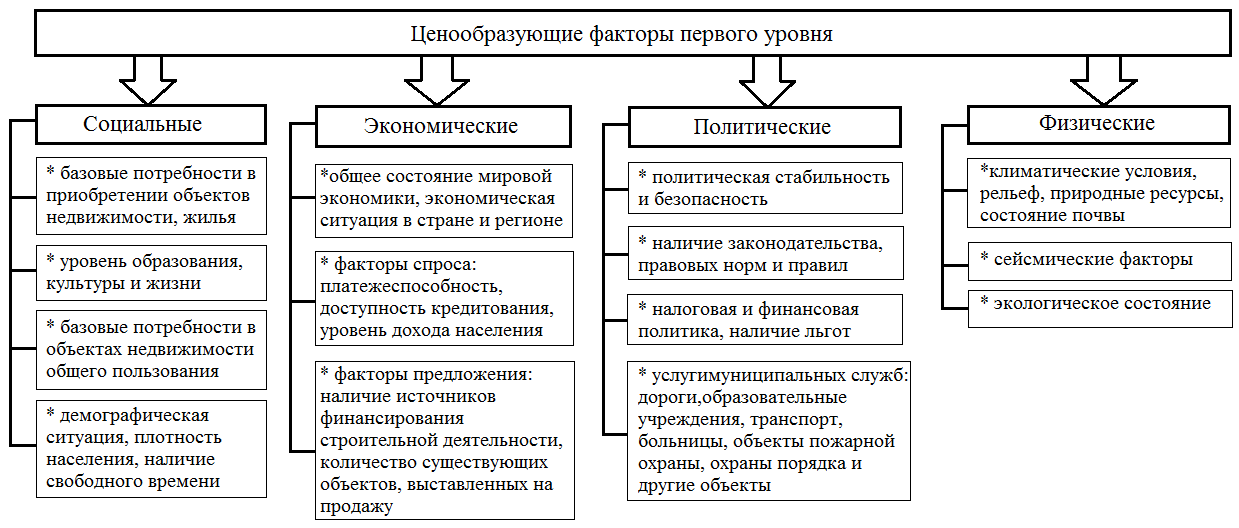 Ценообразующие факторы первого уровня
Социальные
* базовые потребности в
приобретении объектов
недвижимости, жилья
* уровень образования,
культуры и жизни
* базовые потребности в
объектах недвижимости
общего пользования
* демографическая
ситуация, плотность
населения, наличие
свободного времени
Экономические
*общее состояние мировой
экономики, экономическая
ситуация в стране и регионе
* факторы спроса:
платежеспособность,
доступность кредитования,
уровень дохода населения
* факторы предложения:
наличие источников
финансирования
строительной деятельности,
количество существующих
объектов, выставленных на
продажу
Политические
* политическая стабильность
и безопасность
* наличие законодательства,
правовых норм и правил
* налоговая и финансовая
политика, наличие льгот
* услугимуниципальных служб:
дороги,образовательные
учреждения, транспорт,
больницы, объекты пожарной
охраны, охраны порядка и
другие объекты
Физические
*климатические условия,
рельеф, природные ресурсы,
состояние почвы
* сейсмические факторы
* экологическое состояние